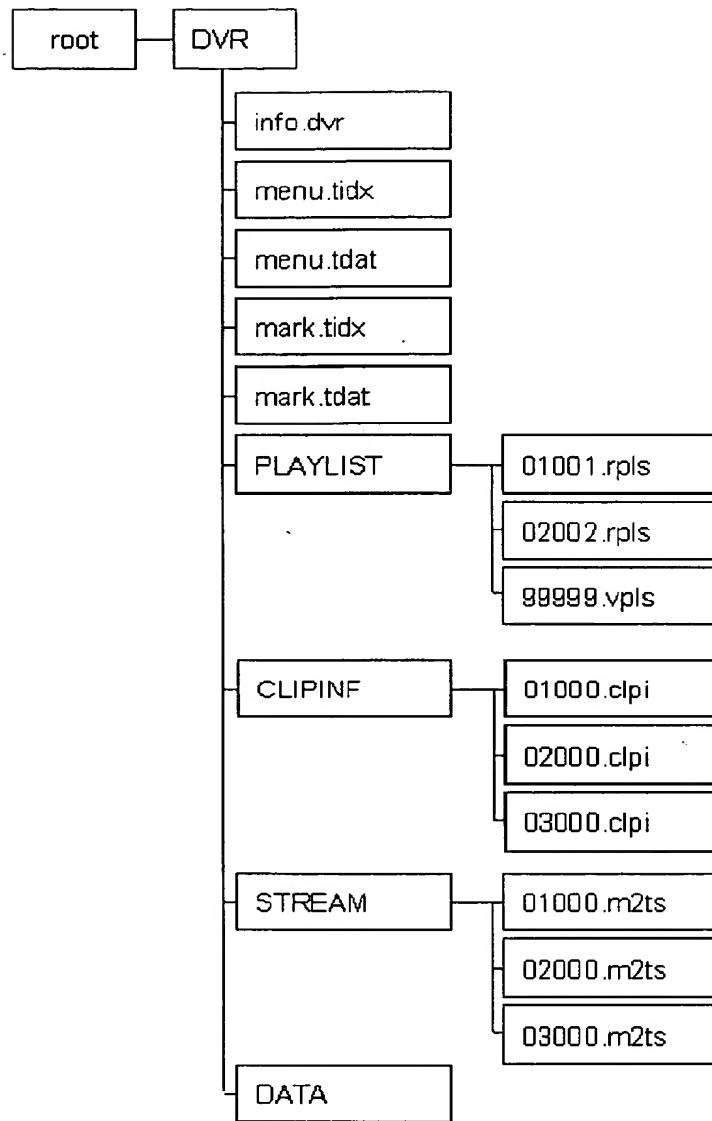 root
DVR
info.dvr
menu.tidx
menu.tdat
mark.tidx
mark.tdat
PLAYLIST
01001.rpls
02002.rpls
99999.vpls
CLIPINF
01000.clpi
02000.clpi
03000.clpi
STREAM
01000.m2ts
02000.m2ts
03000.m2ts
DATA